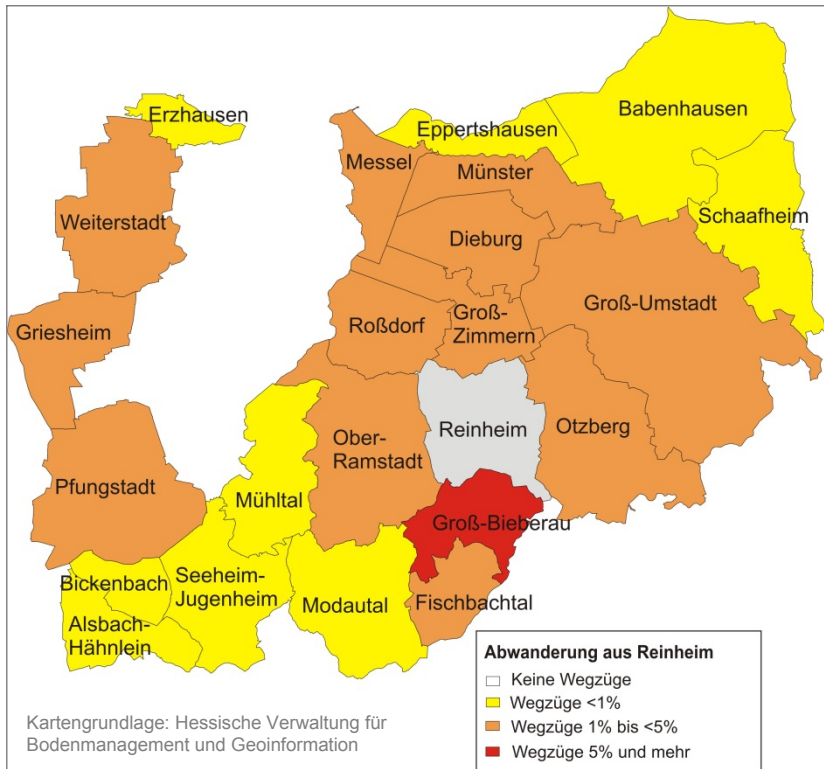 Erzhausen
Babenhausen
Eppertshausen
Messel
Münster
Schaafheim
Weiterstadt
Dieburg
Groß-Umstadt
Griesheim
Roßdorf
Groß-
Zimmern
Reinheim
Otzberg
Ober-
Ramstadt
Pfungstadt
Mühltal
Groß-Bieberau
Bickenbach
Seeheim-
Jugenheim
Modautal
Fischbachtal
Alsbach-
Hähnlein
Abwanderung aus Reinheim
Keine Wegzüge
Wegzüge <1%
Wegzüge 1% bis <5%
Wegzüge 5% und mehr
Kartengrundlage: Hessische Verwaltung für
Bodenmanagement und Geoinformation